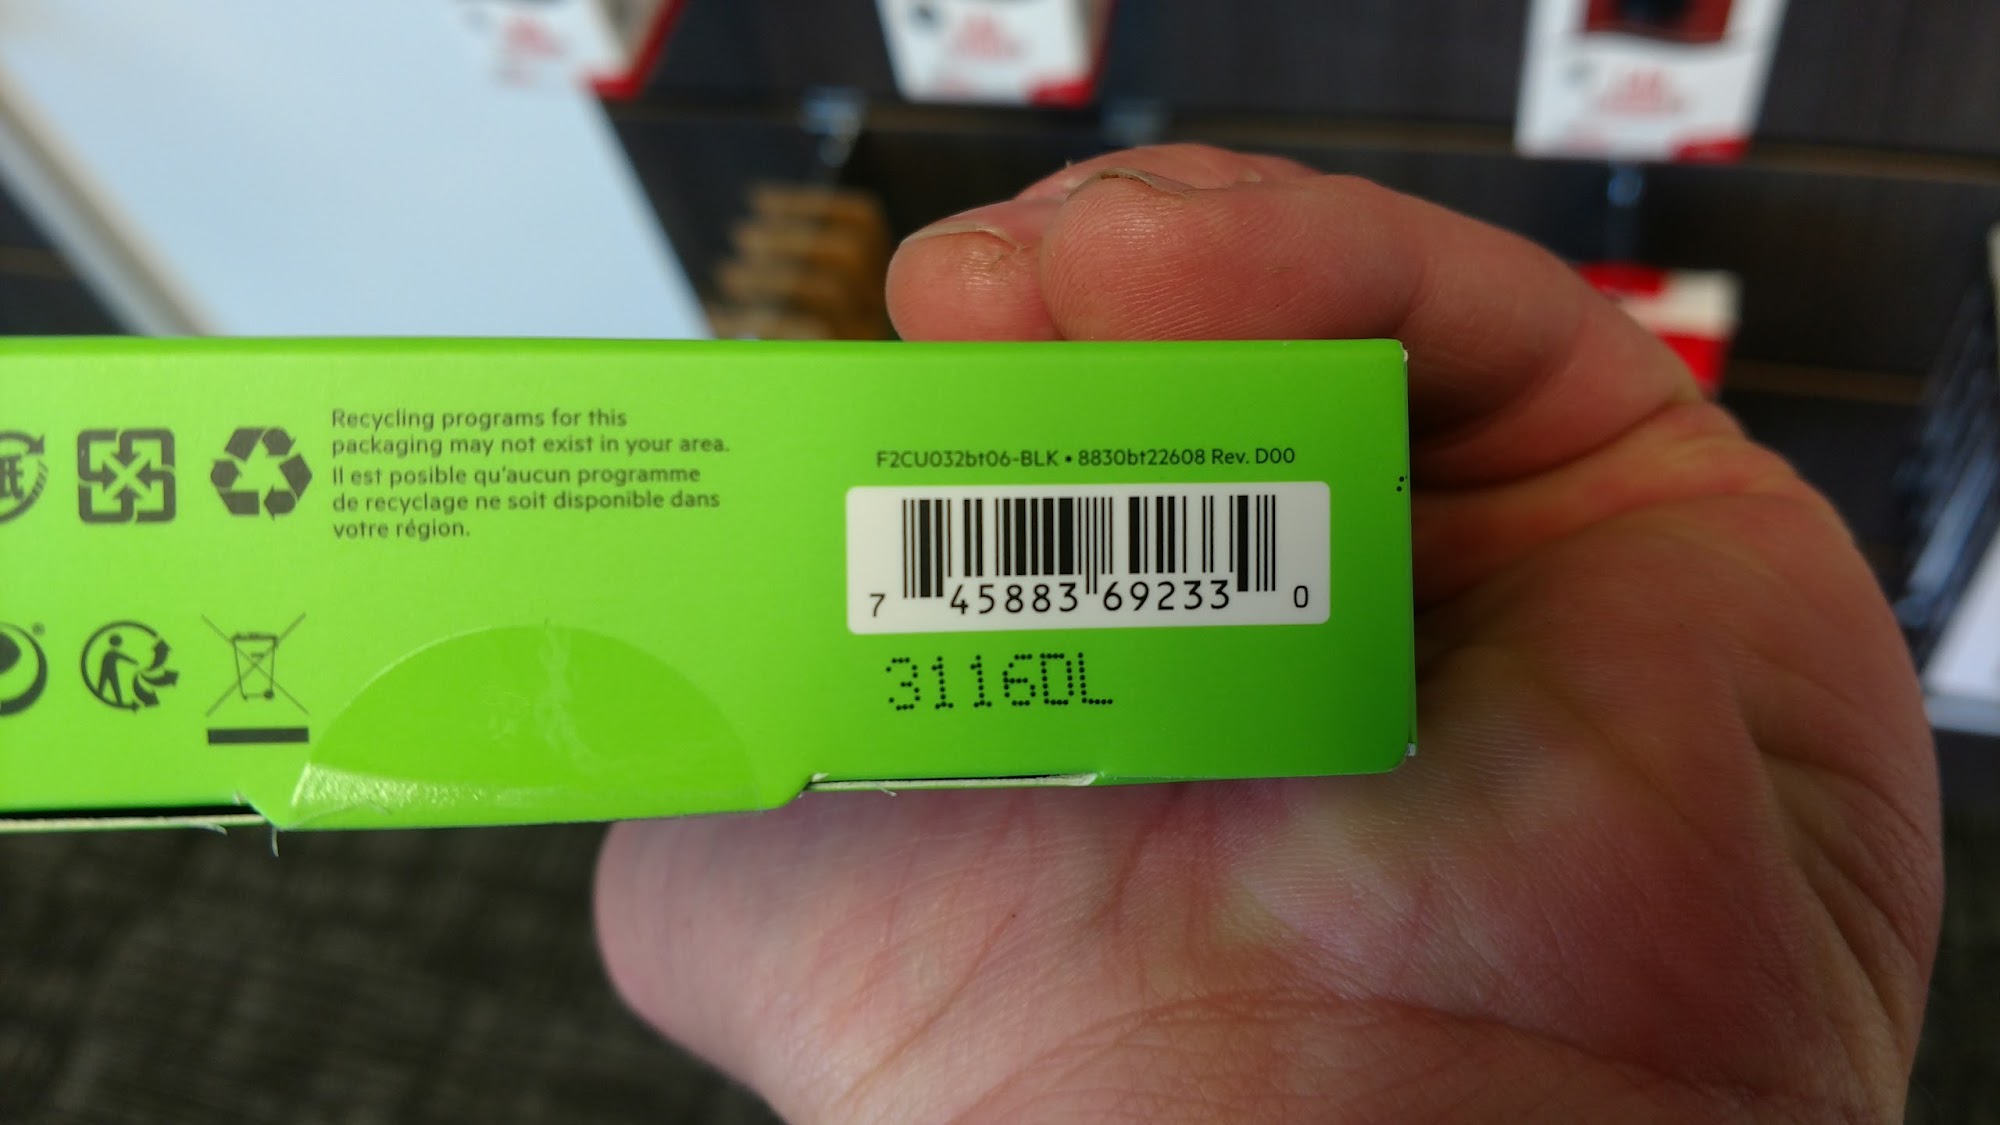 Recycling programs for this
packaging may not exist in your area.
Il est posible qu'aucun programme
de recyclage ne soit disponible dans
votre région.
F2CU032bt06-BLK • 8830bt22608 Rev. D00
7 45883 69233 0
3116DL